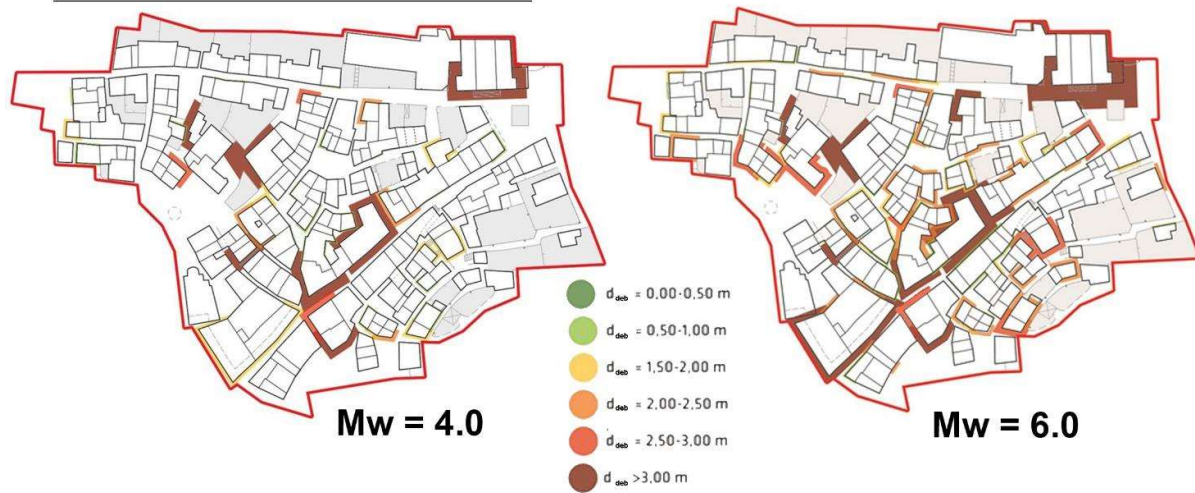 d deb = 0,00-0,50 m
d deb = 0,50-1,00 m
d deb = 1,50-2,00 m
d deb = 2,00-2,50 m
d deb = 2,50-3,00 m
d deb >3,00 m
Mw = 4.0
Mw = 6.0